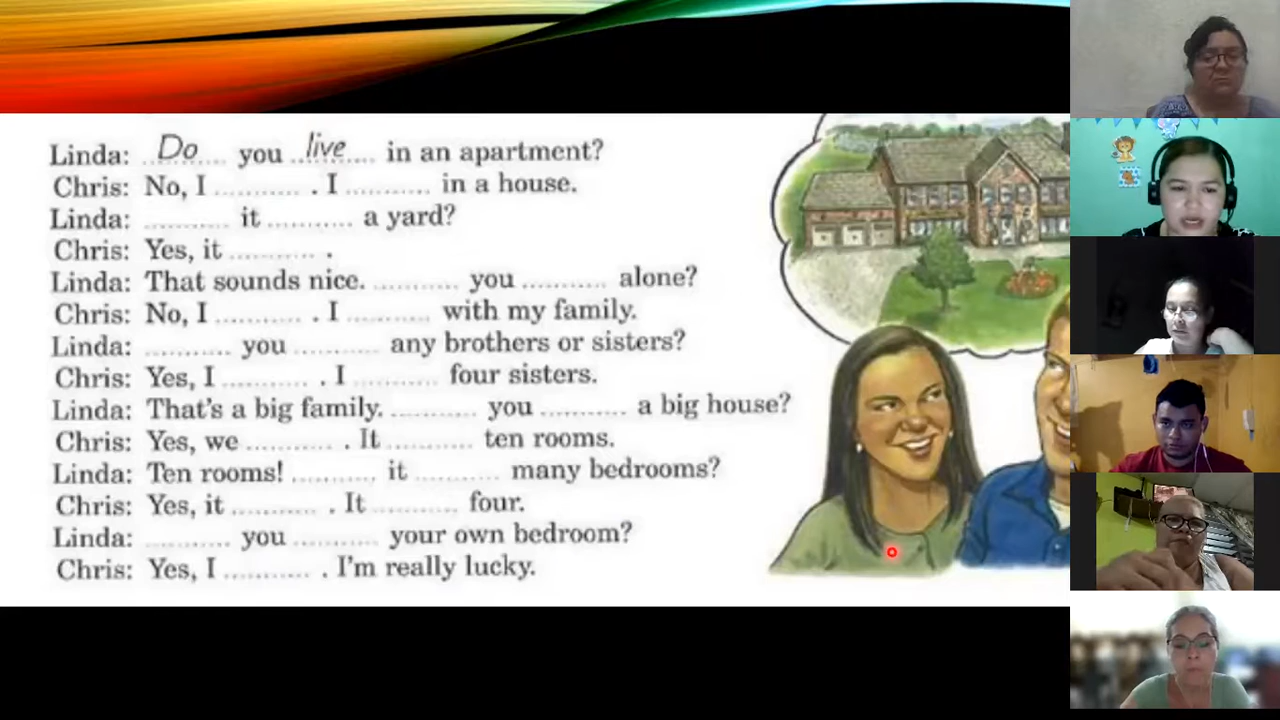 Linda: Do you live in an apartment?
Chris: No, I ........... . I ........... in a house.
Linda: .......... it ........... a yard?
Chris: Yes, it ........... .
Linda: That sounds nice. ........... you ........... alone?
Chris: No, I ........... . I ........... with my family.
Linda: ........... you ........... any brothers or sisters?
Chris: Yes, I ........... . I ........... four sisters.
Linda: That's a big family. ........... you ........... a big house?
Chris: Yes, we ........... . It ........... ten rooms.
Linda: Ten rooms! ........... it ........... many bedrooms?
Chris: Yes, it ........... . It ........... four.
Linda: ........... you ........... your own bedroom?
Chris: Yes, I ........... . I'm really lucky.